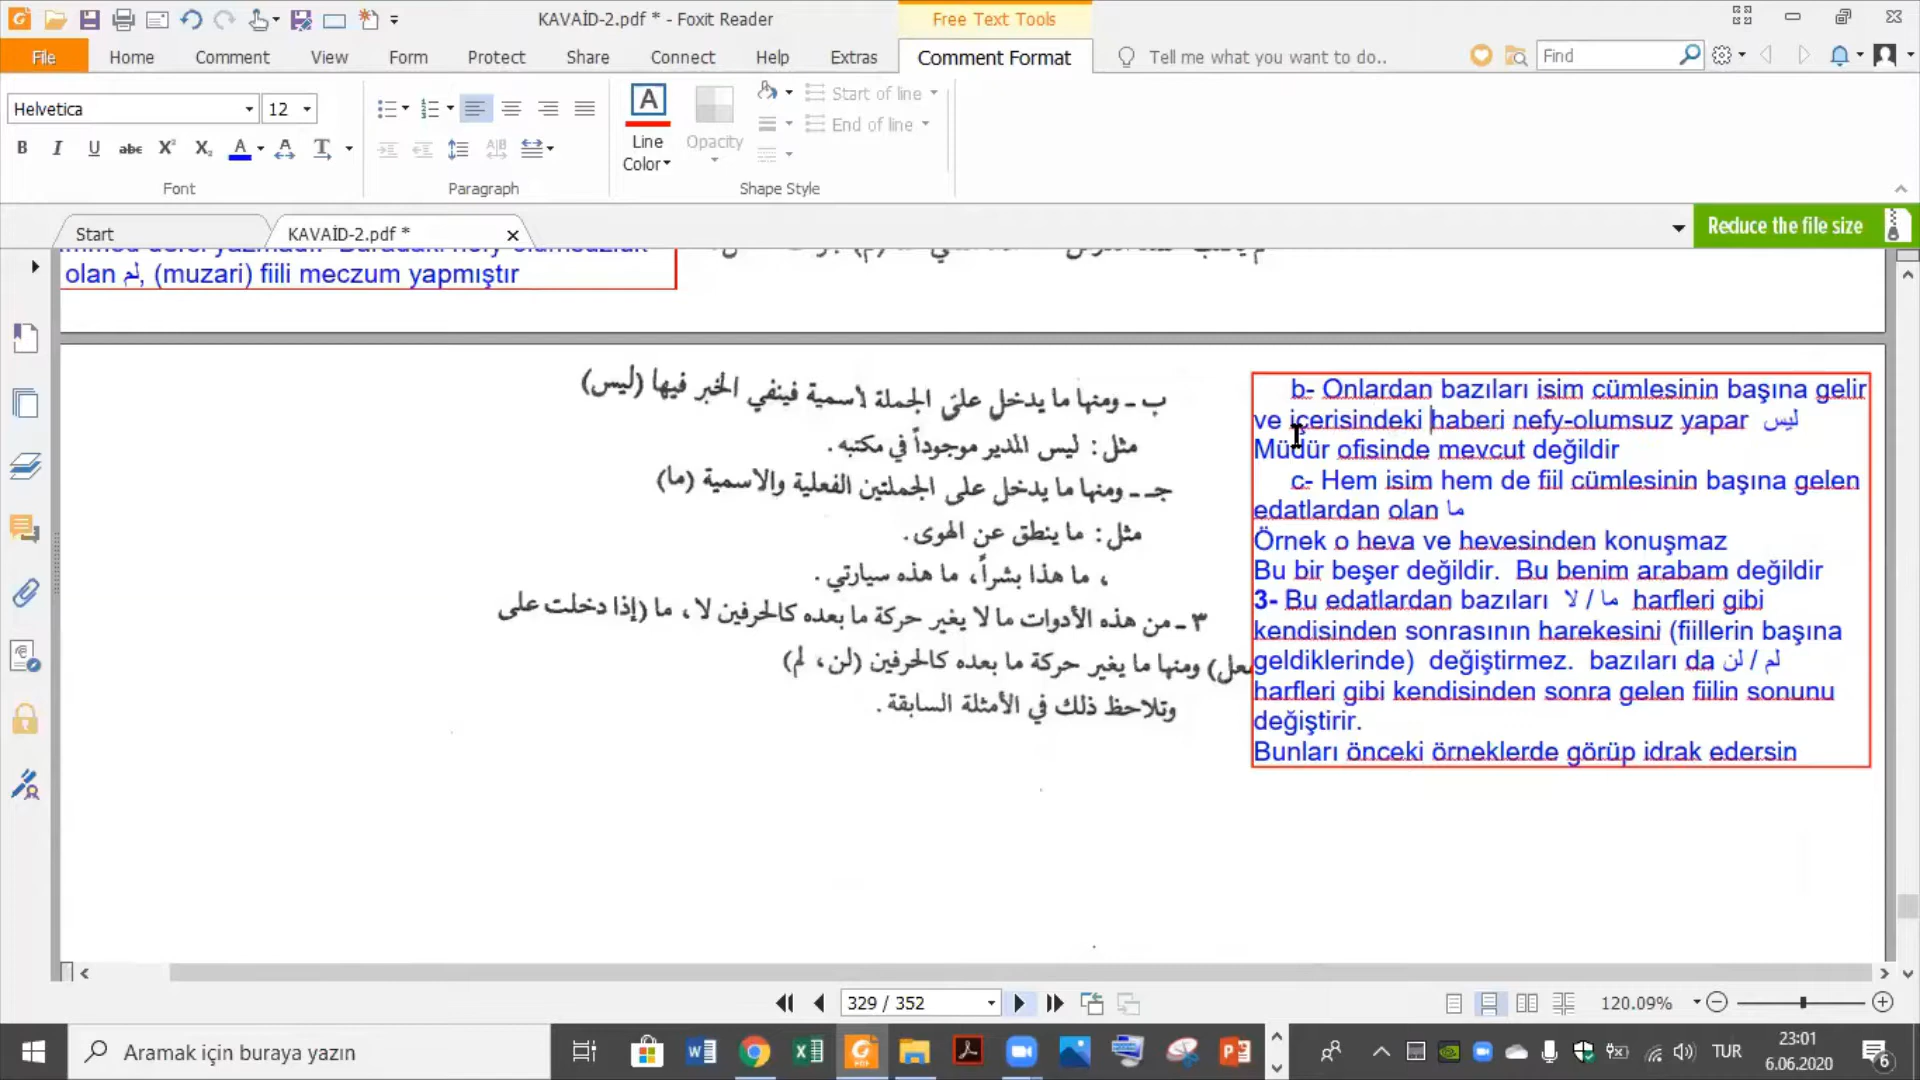 KAVAİD-2.pdf * - Foxit Reader
Free Text Tools
File
Home
Comment
View
Form
Protect
Share
Connect
Help
Extras
Comment Format
Tell me what you want to do..
Find
Helvetica
12
Start of line
End of line
Line
Color
Opacity
Font
Paragraph
Shape Style
Start
KAVAİD-2.pdf *
Reduce the file size
olan لم, (muzari) fiili meczum yapmıştır
ب ـ ومنها ما يدخل على الجملة لاسمية فينفي الخبر فيها (ليس)
مثل: ليس المدير موجوداً في مكتبه.
جـ ـ ومنها ما يدخل على الجملتين الفعلية والاسمية (ما)
مثل: ما ينطق عن الهوى.
، ما هذا بشراً، ما هذه سيارتي.
٣ ـ من هذه الأدوات ما لا يغير حركة ما بعده كالحرفين لا، ما (إذا دخلت على
فعل) ومنها ما يغير حركة ما بعده كالحرفين (لن، لم)
وتلاحظ ذلك في الأمثلة السابقة.
b- Onlardan bazıları isim cümlesinin başına gelir
ve içerisindeki haberi nefy-olumsuz yapar ليس
Müdür ofisinde mevcut değildir
c- Hem isim hem de fiil cümlesinin başına gelen
edatlardan olan ما
Örnek o heva ve hevesinden konuşmaz
Bu bir beşer değildir. Bu benim arabam değildir
3- Bu edatlardan bazıları ما / لا harfleri gibi
kendisinden sonrasının harekesini (fiillerin başına
geldiklerinde) değiştirmez. bazıları da لم / لن
harfleri gibi kendisinden sonra gelen fiilin sonunu
değiştirir.
Bunları önceki örneklerde görüp idrak edersin
329 / 352
120.09%
Aramak için buraya yazın
TUR
23:01
6.06.2020
6